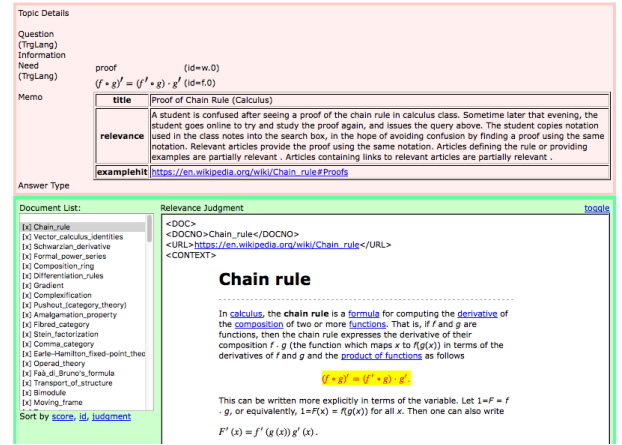 Topic Details
Question
(TrgLang)
Information
Need
(TrgLang)
proof (id=w.0)
(f ∘ g)′ = (f′ ∘ g) · g′ (id=f.0)
Memo
title Proof of Chain Rule (Calculus)
relevance
A student is confused after seeing a proof of the chain rule in calculus class. Sometime later that evening, the
student goes online to try and study the proof again, and issues the query above. The student copies notation
used in the class notes into the search box, in the hope of avoiding confusion by finding a proof using the same
notation. Relevant articles provide the proof using the same notation. Articles defining the rule or providing
examples are partially relevant . Articles containing links to relevant articles are partially relevant .
examplehit https://en.wikipedia.org/wiki/Chain_rule#Proofs
Answer Type
Document List:
[x] Chain_rule
[x] Vector_calculus_identities
[x] Schwarzian_derivative
[x] Formal_power_series
[x] Composition_ring
[x] Differentiation_rules
[x] Gradient
[x] Complexification
[x] Pushout_(category_theory)
[x] Amalgamation_property
[x] Fibred_category
[x] Stein_factorization
[x] Comma_category
[x] Earle–Hamilton_fixed-point_theo
[x] Operad_theory
[x] Faà_di_Bruno's_formula
[x] Transport_of_structure
[x] Bimodule
[x] Moving_frame
Sort by score, id, judgment
Relevance Judgment toggle
<DOC>
<DOCNO>Chain_rule</DOCNO>
<URL>https://en.wikipedia.org/wiki/Chain_rule</URL>
<CONTEXT>
Chain rule
In calculus, the chain rule is a formula for computing the derivative of
the composition of two or more functions. That is, if f and g are
functions, then the chain rule expresses the derivative of their
composition f ∘ g (the function which maps x to f(g(x)) in terms of the
derivatives of f and g and the product of functions as follows
(f ∘ g)′ = (f′ ∘ g) · g′.
This can be written more explicitly in terms of the variable. Let 1=F = f
∘ g, or equivalently, 1=F(x) = f(g(x)) for all x. Then one can also write
F′ (x) = f′ (g (x)) g′ (x) .